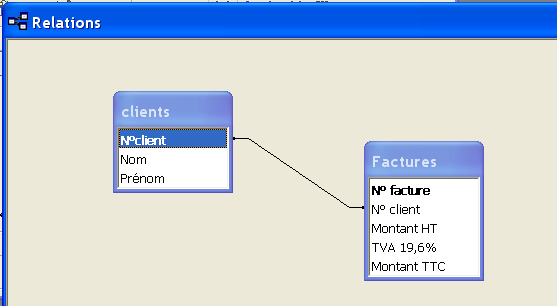 Relations
clients
N°client
Nom
Prénom
Factures
N° facture
N° client
Montant HT
TVA 19,6%
Montant TTC